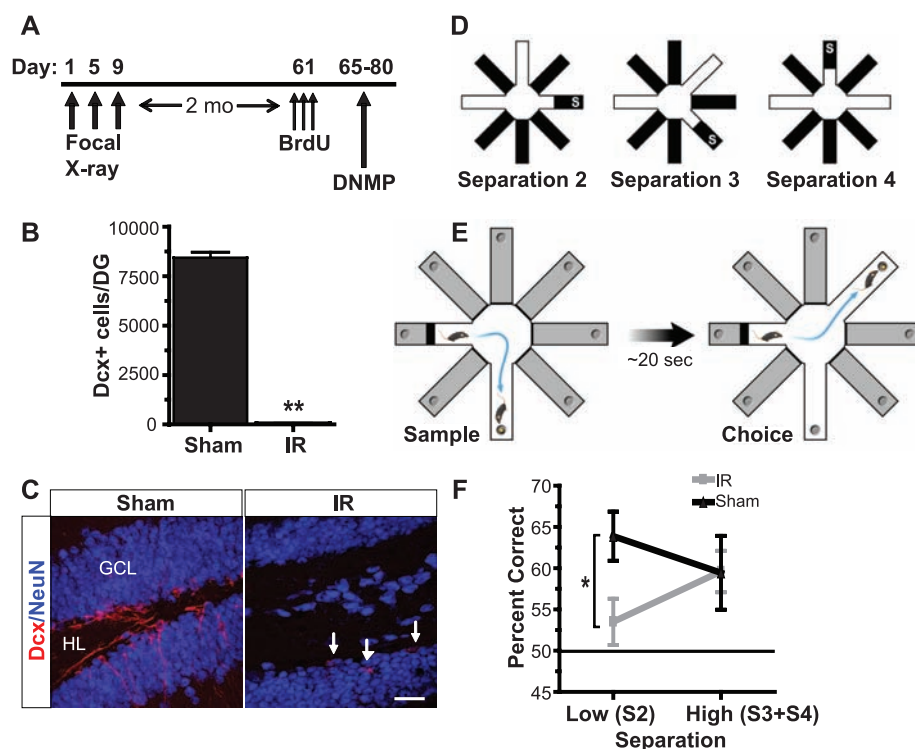 A
Day: 1 5 9 61 65-80
2 mo
Focal
X-ray
BrdU
DNMP
B
Dcx+ cells/DG
10000
7500
5000
2500
0
**
Sham IR
C
Sham IR
Dcx/NeuN
GCL
HL
D
S
S
S
Separation 2 Separation 3 Separation 4
E
~20 sec
Sample Choice
F
IR
Sham
Percent Correct
70
65
60
55
50
45
*
Low (S2) High (S3+S4)
Separation